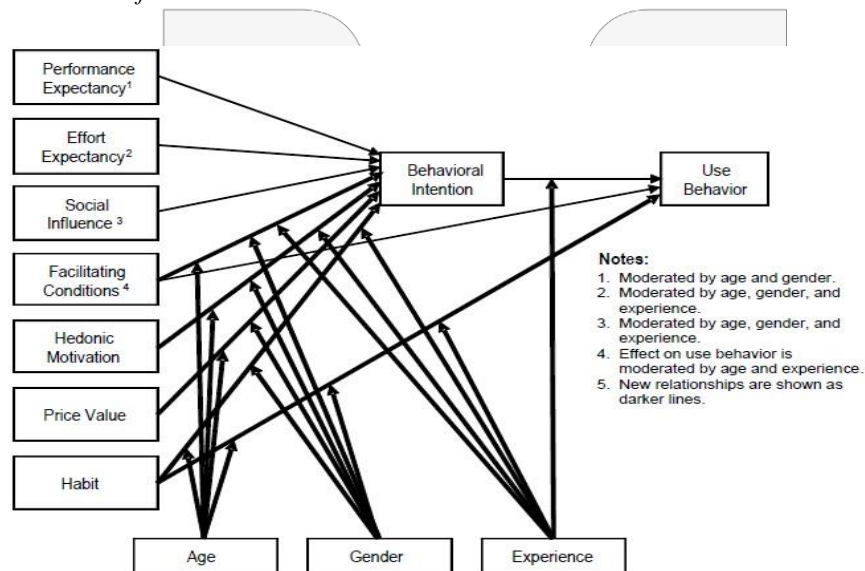 Performance
Expectancy¹
Effort
Expectancy²
Social
Influence ³
Facilitating
Conditions ⁴
Hedonic
Motivation
Price Value
Habit
Behavioral
Intention
Use
Behavior
Notes:
1. Moderated by age and gender.
2. Moderated by age, gender, and
experience.
3. Moderated by age, gender, and
experience.
4. Effect on use behavior is
moderated by age and experience.
5. New relationships are shown as
darker lines.
Age
Gender
Experience